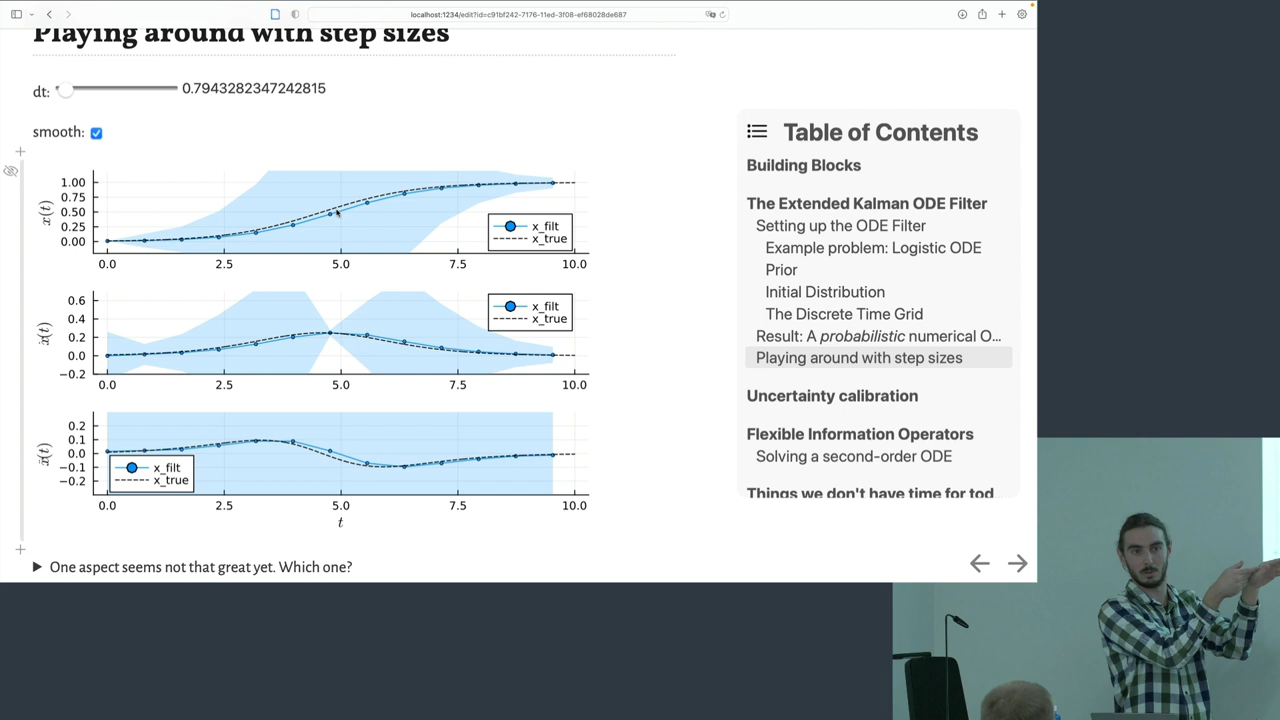 localhost:1234/edit?id=c91bf242-7176-11ed-3f08-ef68028de687
Playing around with step sizes
dt: 0.7943282347242815
smooth:
x(t)
1.00
0.75
0.50
0.25
0.00
x_filt
x_true
0.0 2.5 5.0 7.5 10.0
ẋ(t)
0.6
0.4
0.2
0.0
−0.2
x_filt
x_true
0.0 2.5 5.0 7.5 10.0
ẍ(t)
0.2
0.1
0.0
−0.1
−0.2
x_filt
x_true
0.0 2.5 5.0 7.5 10.0
t
One aspect seems not that great yet. Which one?
Table of Contents
Building Blocks
The Extended Kalman ODE Filter
Setting up the ODE Filter
Example problem: Logistic ODE
Prior
Initial Distribution
The Discrete Time Grid
Result: A probabilistic numerical O...
Playing around with step sizes
Uncertainty calibration
Flexible Information Operators
Solving a second-order ODE
Things we don't have time for tod